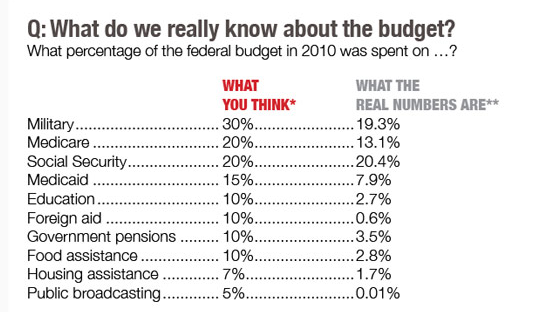 Q: What do we really know about the budget?
What percentage of the federal budget in 2010 was spent on ...?
WHAT YOU THINK* WHAT THE REAL NUMBERS ARE**
Military 30% 19.3%
Medicare 20% 13.1%
Social Security 20% 20.4%
Medicaid 15% 7.9%
Education 10% 2.7%
Foreign aid 10% 0.6%
Government pensions 10% 3.5%
Food assistance 10% 2.8%
Housing assistance 7% 1.7%
Public broadcasting 5% 0.01%